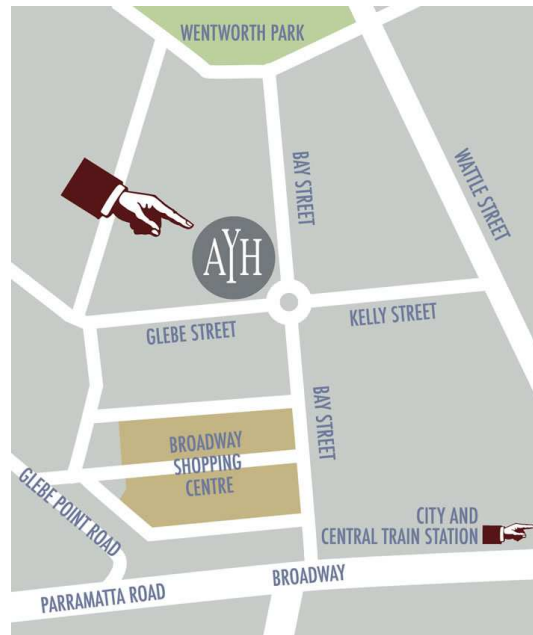 WENTWORTH PARK
BAY STREET
WATTLE STREET
AYH
GLEBE STREET
KELLY STREET
BAY STREET
BROADWAY
SHOPPING
CENTRE
GLEBE POINT ROAD
CITY AND
CENTRAL TRAIN STATION
BROADWAY
PARRAMATTA ROAD